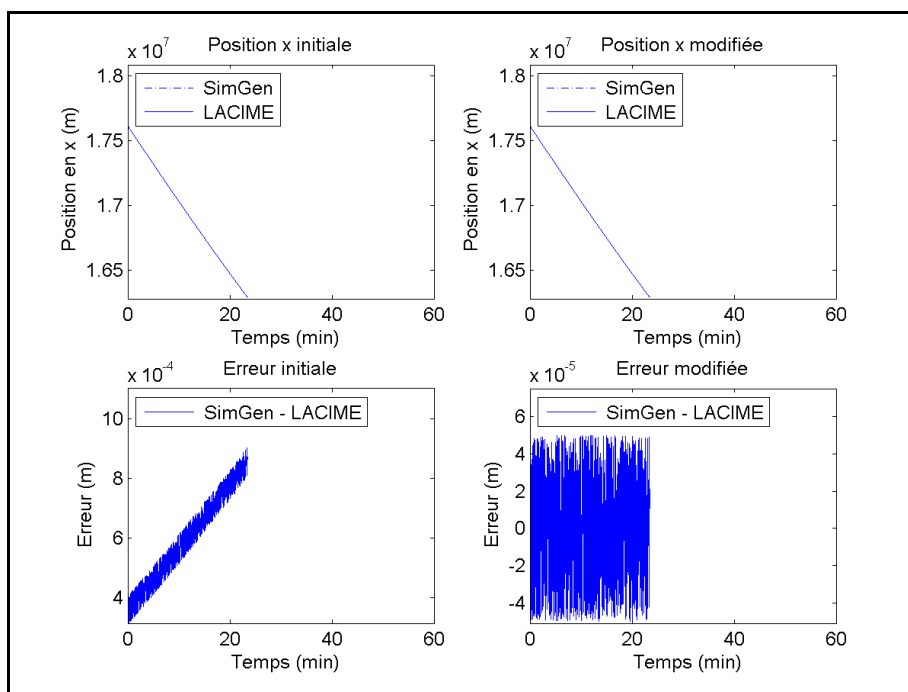 Position x initiale
x 10^7
1.8
1.75
1.7
1.65
Position en x (m)
SimGen
LACIME
0 20 40 60
Temps (min)
Position x modifiée
x 10^7
1.8
1.75
1.7
1.65
Position en x (m)
SimGen
LACIME
0 20 40 60
Temps (min)
Erreur initiale
x 10^-4
10
8
6
4
Erreur (m)
SimGen - LACIME
0 20 40 60
Temps (min)
Erreur modifiée
x 10^-5
6
4
2
0
-2
-4
Erreur (m)
SimGen - LACIME
0 20 40 60
Temps (min)